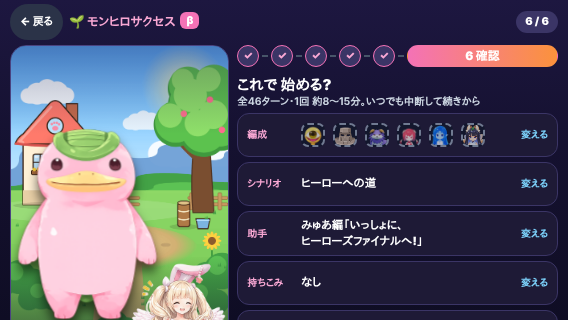 ← 戻る
🌱 モンヒロサクセス β
6 / 6
6 確認
これで 始める?
全46ターン・1回 約8〜15分。いつでも中断して続きから
編成
変える
シナリオ
ヒーローへの道
変える
助手
みゅあ編「いっしょに、
ヒーローズファイナルへ!」
変える
持ちこみ
なし
変える